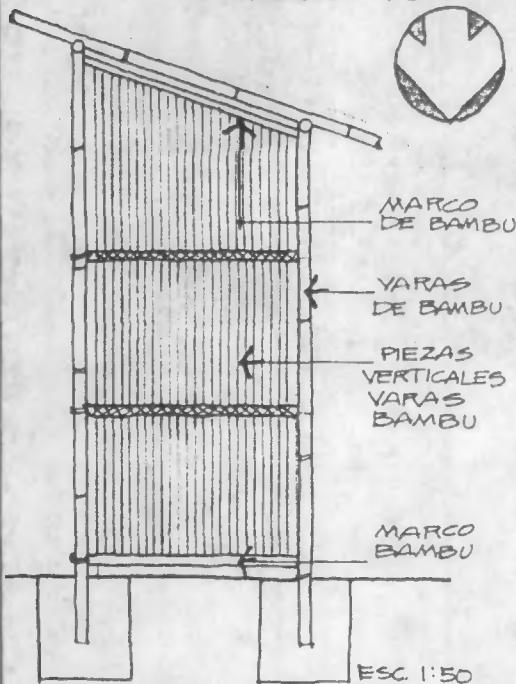 MARCO
DE BAMBU
VARAS
DE BAMBU
PIEZAS
VERTICALES
VARAS
BAMBU
MARCO
BAMBU
ESC. 1:50